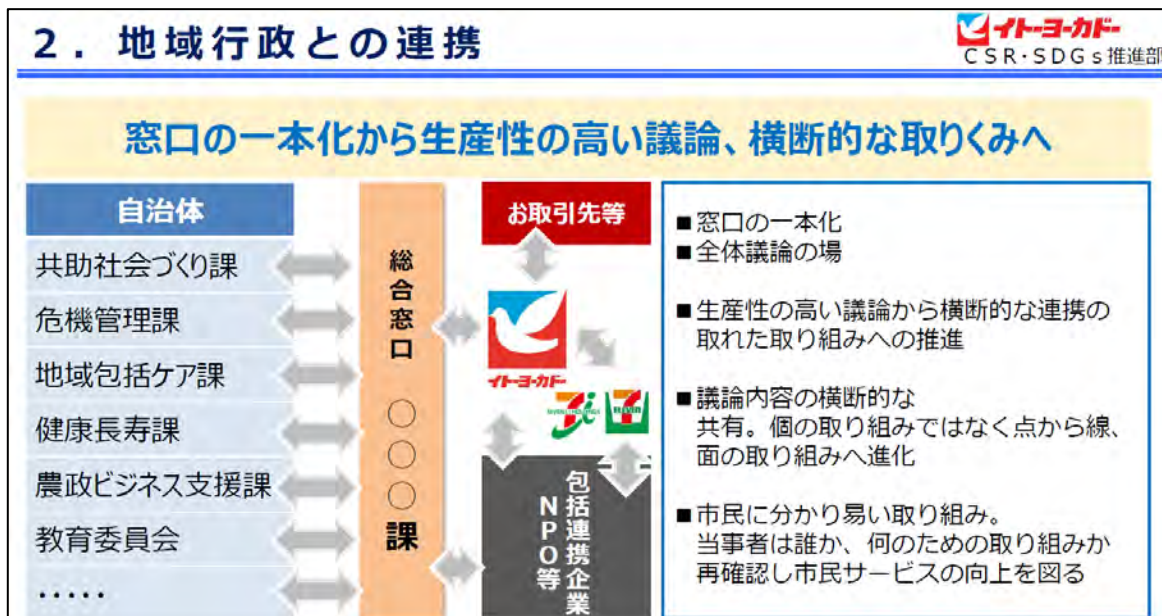 2．地域行政との連携
イトーヨーカドー
CSR・SDGs推進部
窓口の一本化から生産性の高い議論、横断的な取りくみへ
自治体
共助社会づくり課
危機管理課
地域包括ケア課
健康長寿課
農政ビジネス支援課
教育委員会
・・・・・
総合窓口 〇〇〇課
お取引先等
イトーヨーカドー
包括連携企業
NPO等
■窓口の一本化
■全体議論の場
■生産性の高い議論から横断的な連携の
取れた取り組みへの推進
■議論内容の横断的な
共有。個の取り組みではなく点から線、
面の取り組みへ進化
■市民に分かり易い取り組み。
当事者は誰か、何のための取り組みか
再確認し市民サービスの向上を図る